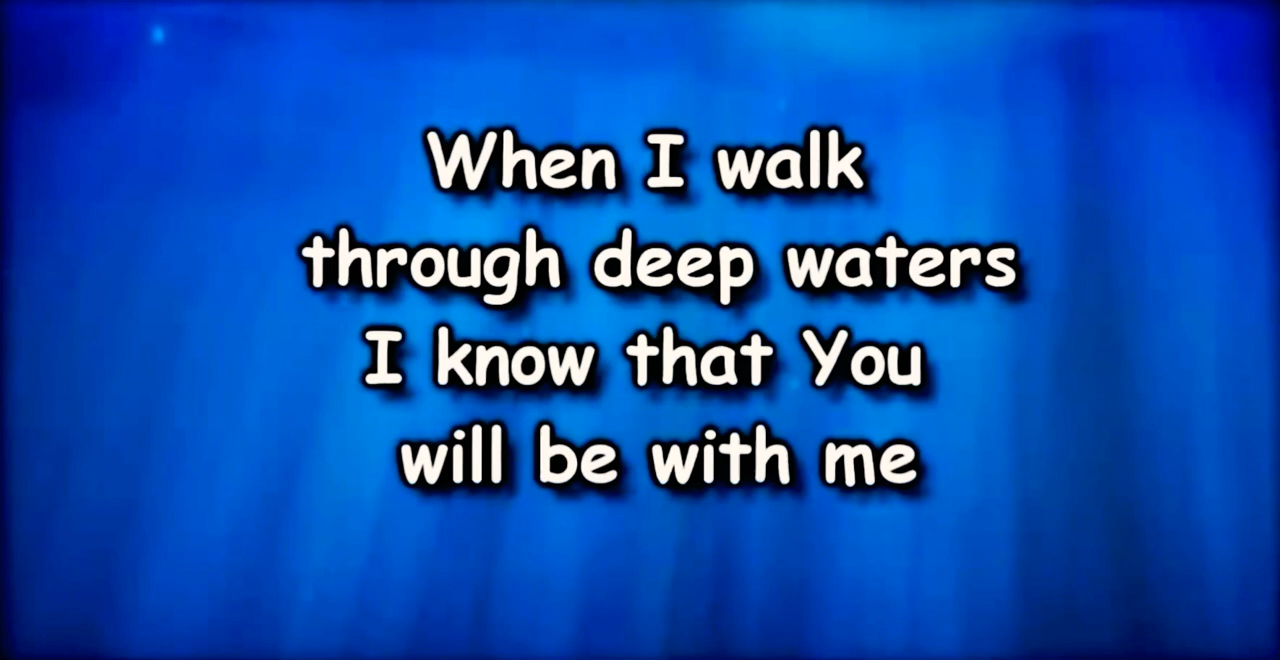 When I walk
through deep waters
I know that You
will be with me